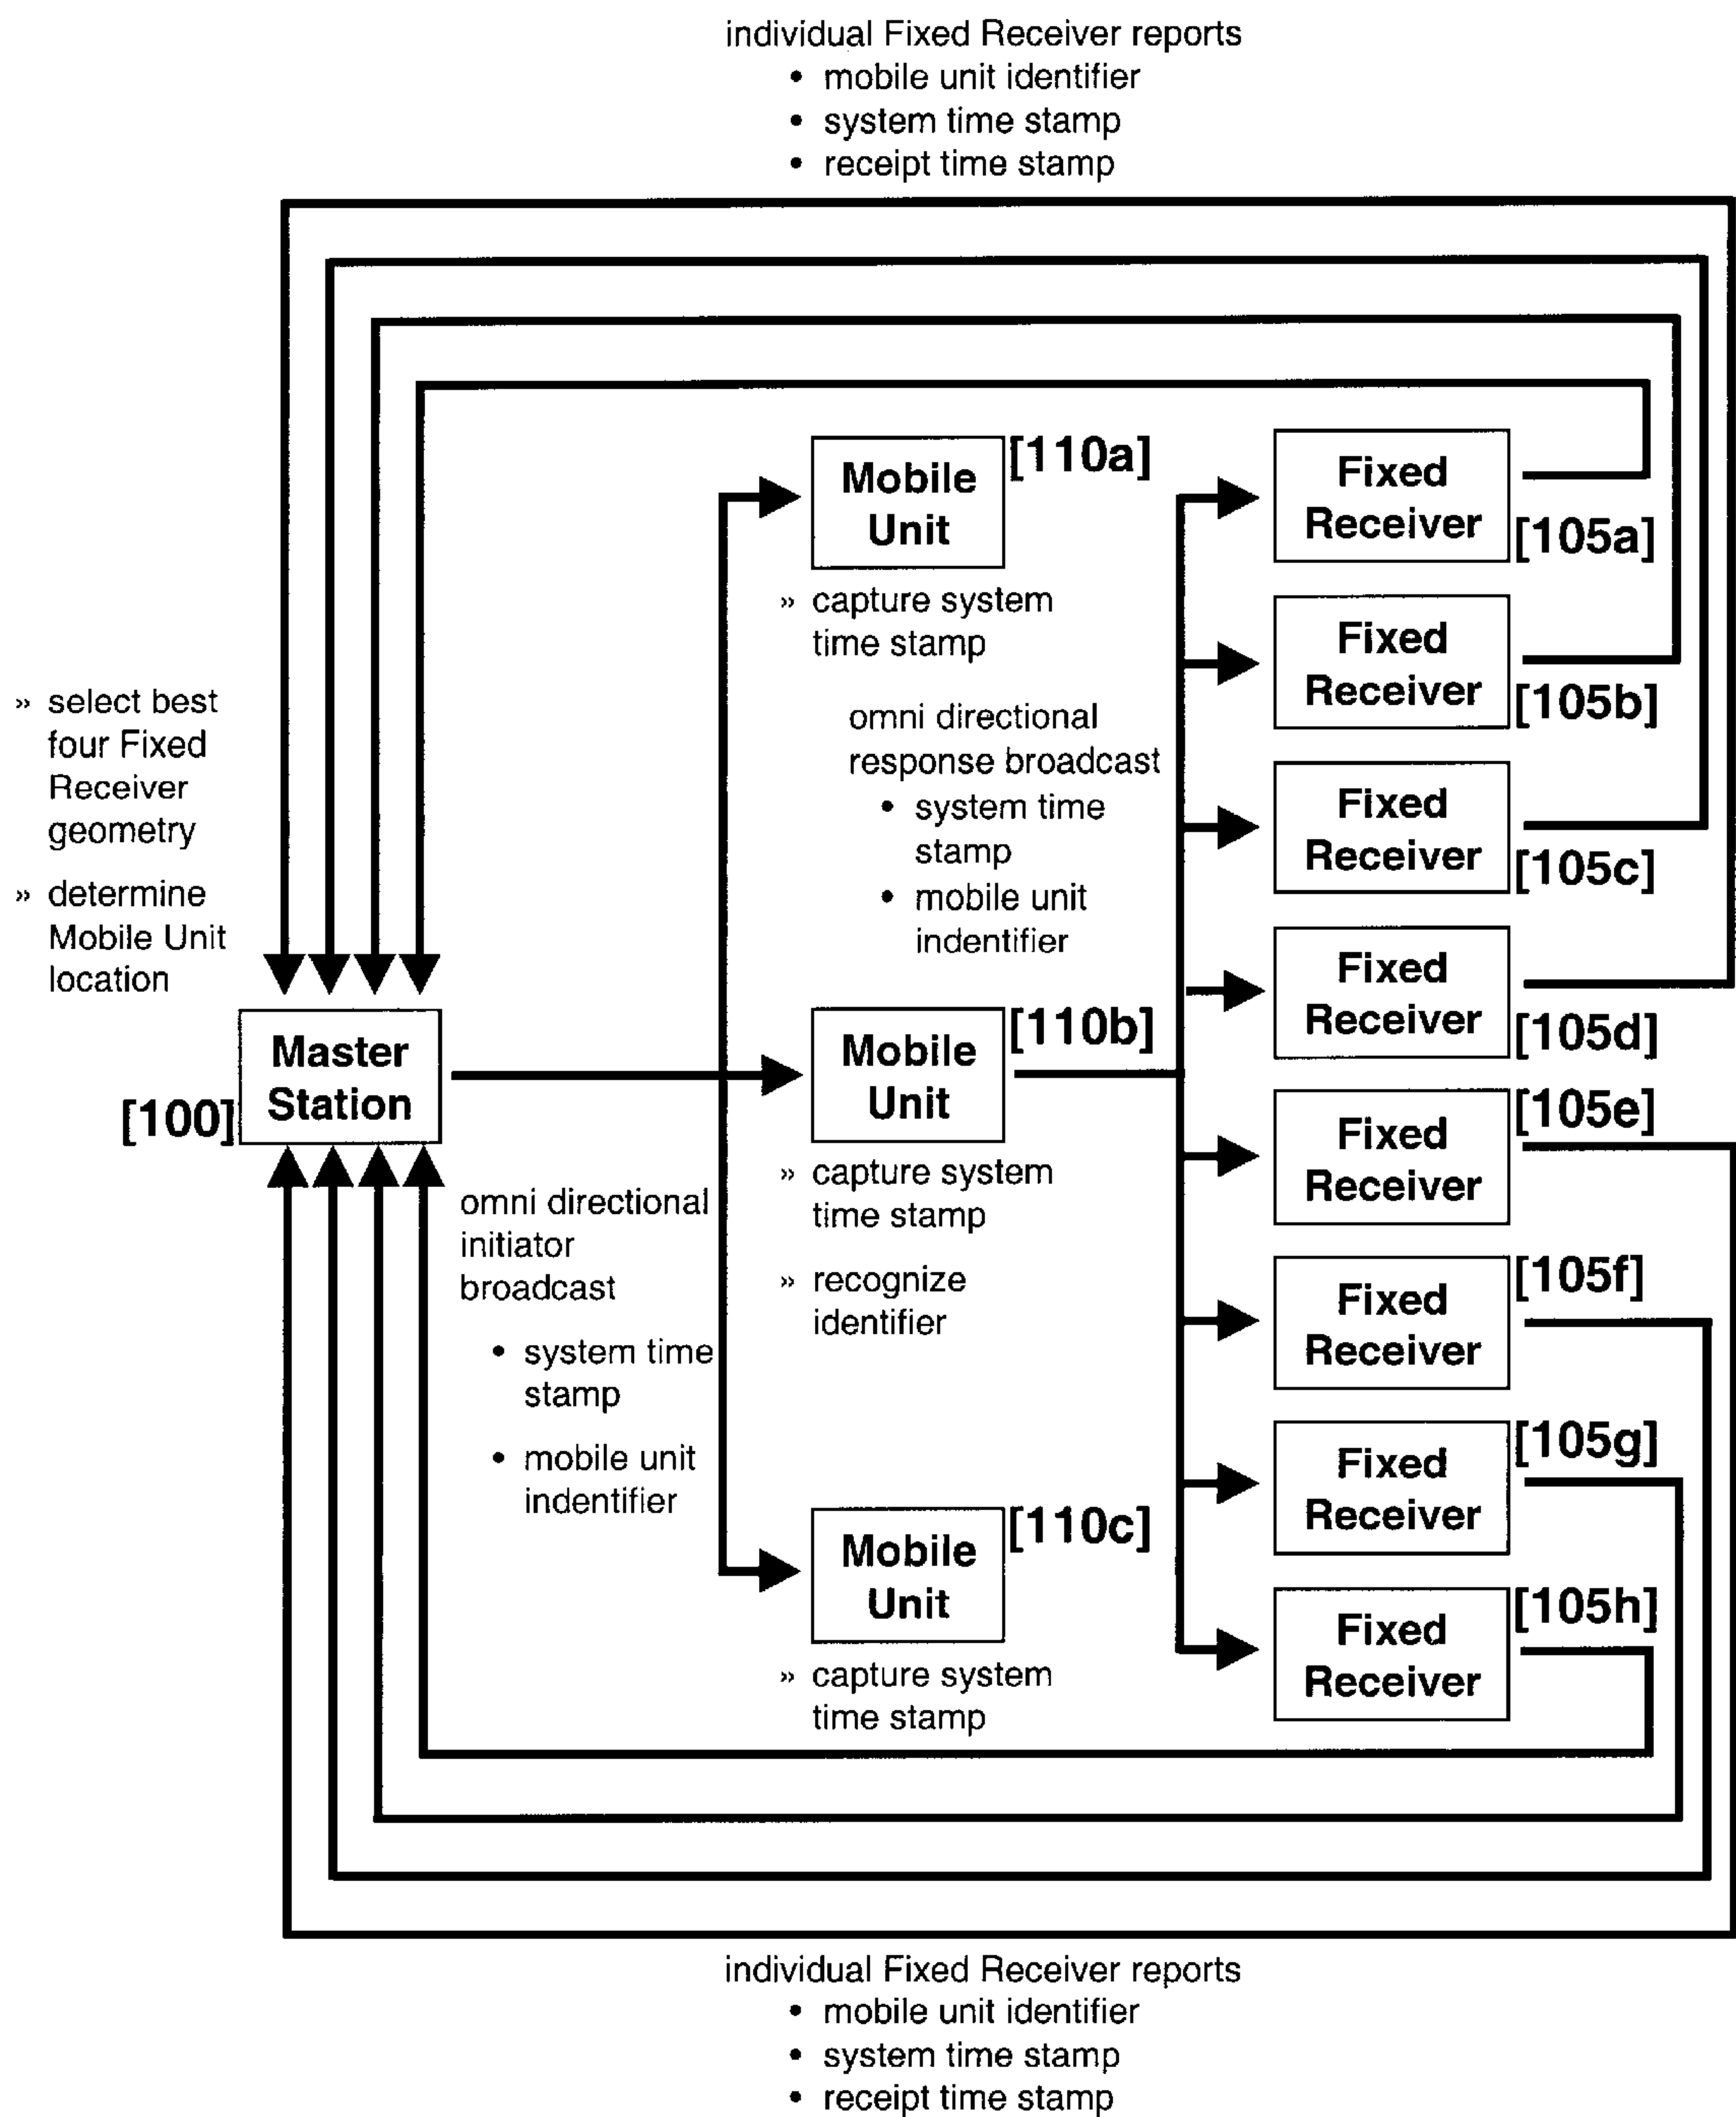 individual Fixed Receiver reports
• mobile unit identifier
• system time stamp
• receipt time stamp
» select best
four Fixed
Receiver
geometry
» determine
Mobile Unit
location
Master
Station
[100]
omni directional
initiator
broadcast
• system time
stamp
• mobile unit
indentifier
Mobile
Unit
[110a]
» capture system
time stamp
omni directional
response broadcast
• system time
stamp
• mobile unit
indentifier
Mobile
Unit
[110b]
» capture system
time stamp
» recognize
identifier
Mobile
Unit
[110c]
» capture system
time stamp
Fixed
Receiver
[105a]
Fixed
Receiver
[105b]
Fixed
Receiver
[105c]
Fixed
Receiver
[105d]
Fixed
Receiver
[105e]
Fixed
Receiver
[105f]
Fixed
Receiver
[105g]
Fixed
Receiver
[105h]
individual Fixed Receiver reports
• mobile unit identifier
• system time stamp
• receipt time stamp